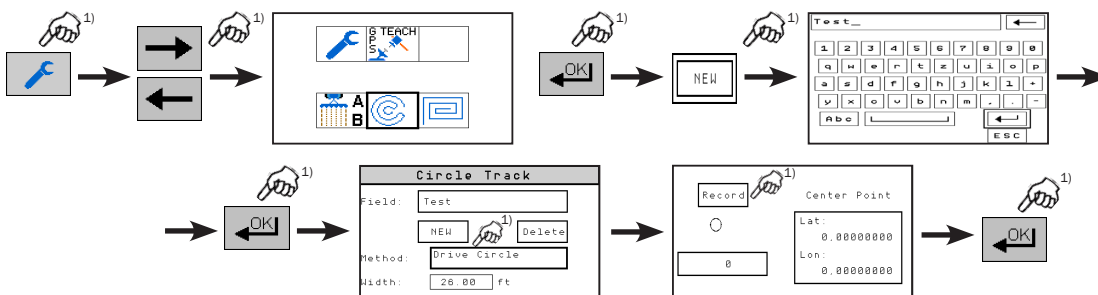 1)
1)
G TEACH
P
S
A
B
OK
1)
NEW
Test_
1 2 3 4 5 6 7 8 9 0
q w e r t z u i o p
a s d f g h j k l +
y x c v b n m , . -
Abc
ESC
1)
OK
Circle Track
Field: Test
1)
NEW Delete
Method: Drive Circle
Width: 26.00 ft
1)
Record Center Point
Lat:
0,00000000
0
Lon:
0,00000000
1)
OK